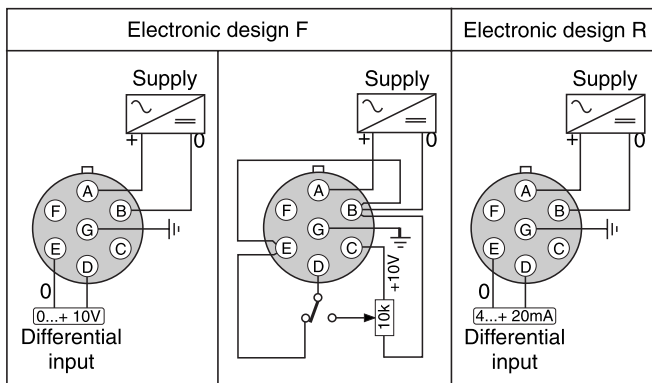 Electronic design F
Electronic design R
Supply
+
0
A
F
B
G
E
C
D
0
0...+ 10V
Differential
input
Supply
+
0
A
F
B
G
E
C
D
+10V
10k
Supply
+
0
A
F
B
G
E
C
D
0
4...+ 20mA
Differential
input